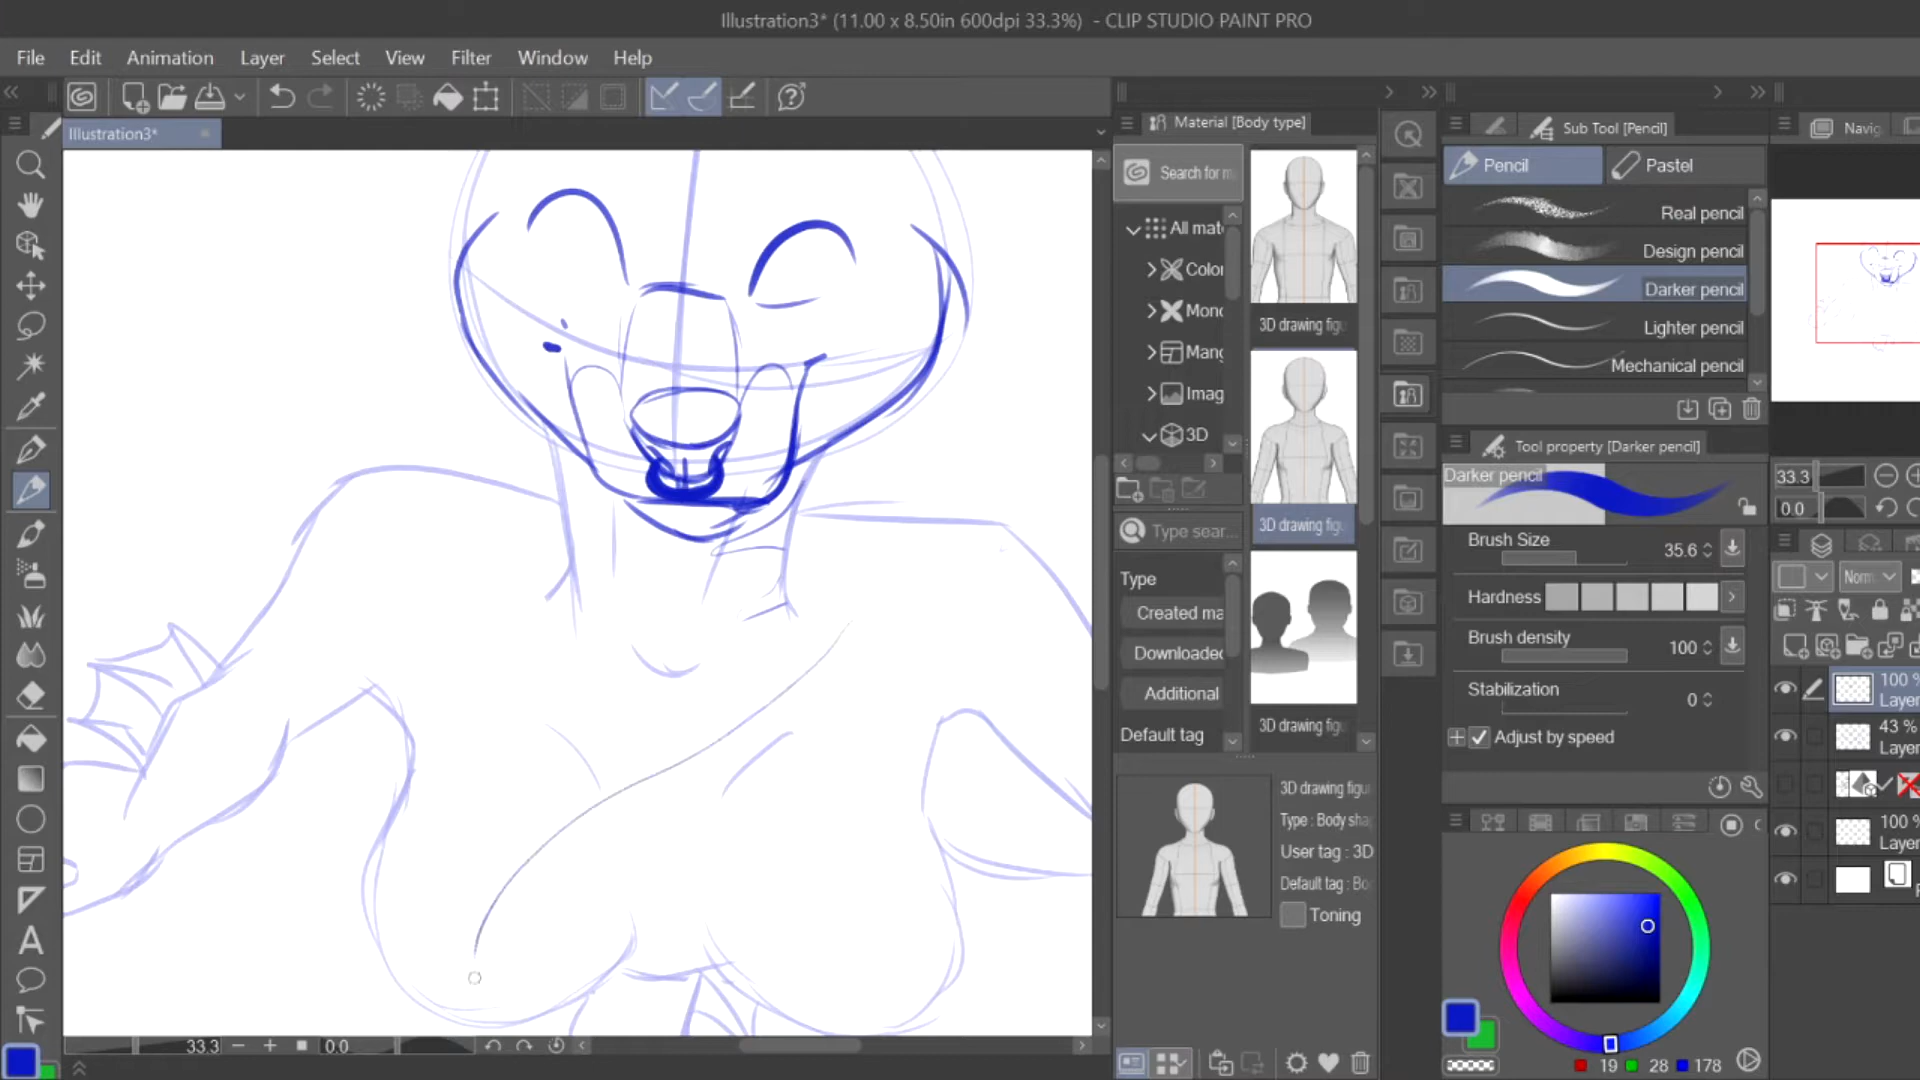 Illustration3* (11.00 x 8.50in 600dpi 33.3%) - CLIP STUDIO PAINT PRO
File Edit Animation Layer Select View Filter Window Help
Illustration3*
Material [Body type]
Search for m
All mat
Color
Mono
Mang
Imag
3D
Type sear...
Type
Created ma
Downloaded
Additional
Default tag
3D drawing figu
3D drawing figu
3D drawing figu
3D drawing figu
Type : Body sha
User tag : 3D
Default tag : Bo
Toning
Sub Tool [Pencil]
Pencil
Pastel
Real pencil
Design pencil
Darker pencil
Lighter pencil
Mechanical pencil
Tool property [Darker pencil]
Darker pencil
Brush Size 35.6
Hardness
Brush density 100
Stabilization 0
Adjust by speed
19 28 178
Navig
33.3
0.0
Norm
100 %
Layer
43 %
Layer
100 %
Layer
P
33.3 0.0